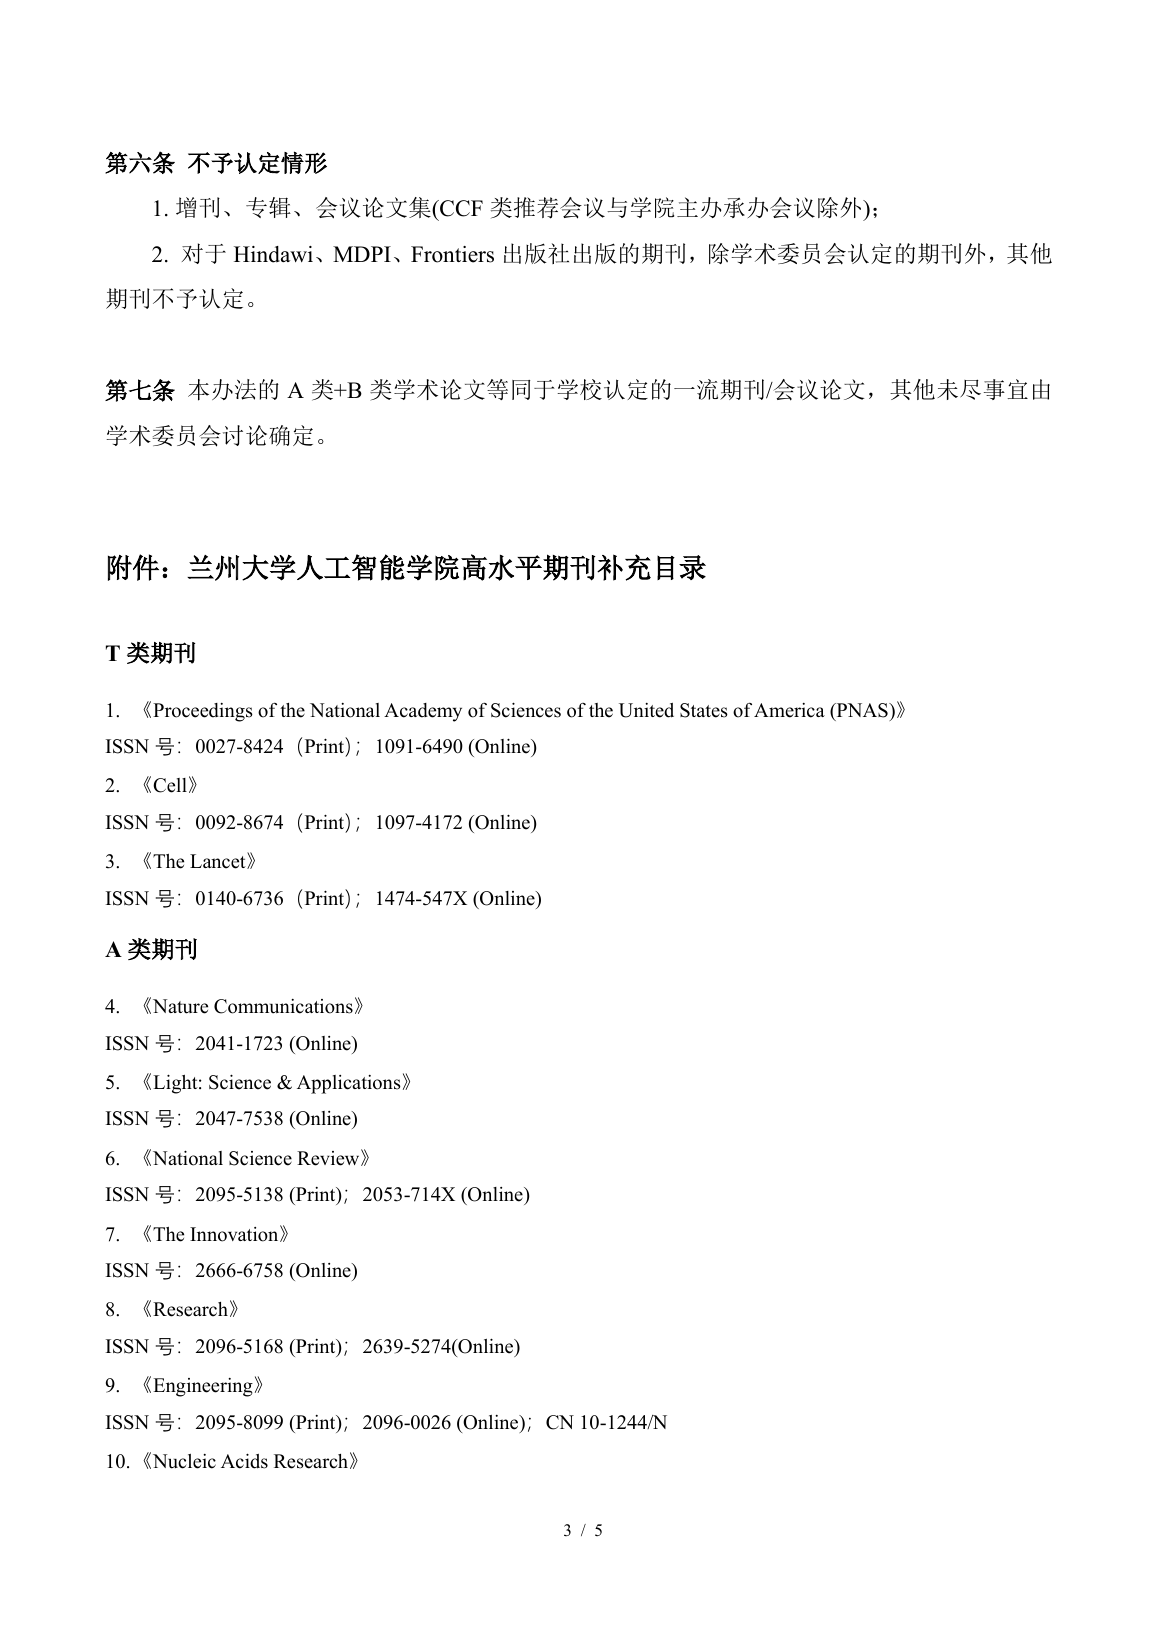 第六条 不予认定情形
1. 增刊、专辑、会议论文集(CCF 类推荐会议与学院主办承办会议除外)；
2. 对于 Hindawi、MDPI、Frontiers 出版社出版的期刊，除学术委员会认定的期刊外，其他
期刊不予认定。
第七条 本办法的 A 类+B 类学术论文等同于学校认定的一流期刊/会议论文，其他未尽事宜由
学术委员会讨论确定。
附件：兰州大学人工智能学院高水平期刊补充目录
T 类期刊
1. 《Proceedings of the National Academy of Sciences of the United States of America (PNAS)》
ISSN 号：0027-8424（Print）；1091-6490 (Online)
2. 《Cell》
ISSN 号：0092-8674（Print）；1097-4172 (Online)
3. 《The Lancet》
ISSN 号：0140-6736（Print）；1474-547X (Online)
A 类期刊
4. 《Nature Communications》
ISSN 号：2041-1723 (Online)
5. 《Light: Science & Applications》
ISSN 号：2047-7538 (Online)
6. 《National Science Review》
ISSN 号：2095-5138 (Print)；2053-714X (Online)
7. 《The Innovation》
ISSN 号：2666-6758 (Online)
8. 《Research》
ISSN 号：2096-5168 (Print)；2639-5274(Online)
9. 《Engineering》
ISSN 号：2095-8099 (Print)；2096-0026 (Online)；CN 10-1244/N
10. 《Nucleic Acids Research》
3 / 5